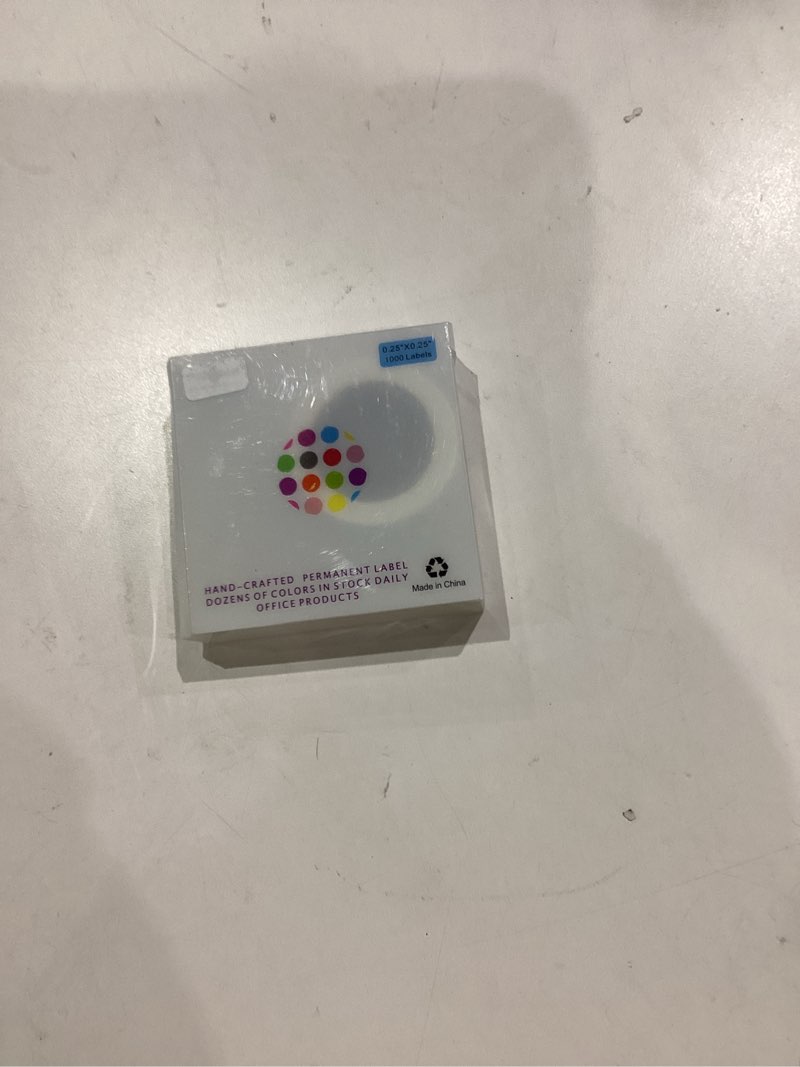 0.25"X0.25"
1000 Labels
HAND-CRAFTED PERMANENT LABEL
DOZENS OF COLORS IN STOCK DAILY
OFFICE PRODUCTS
Made in China